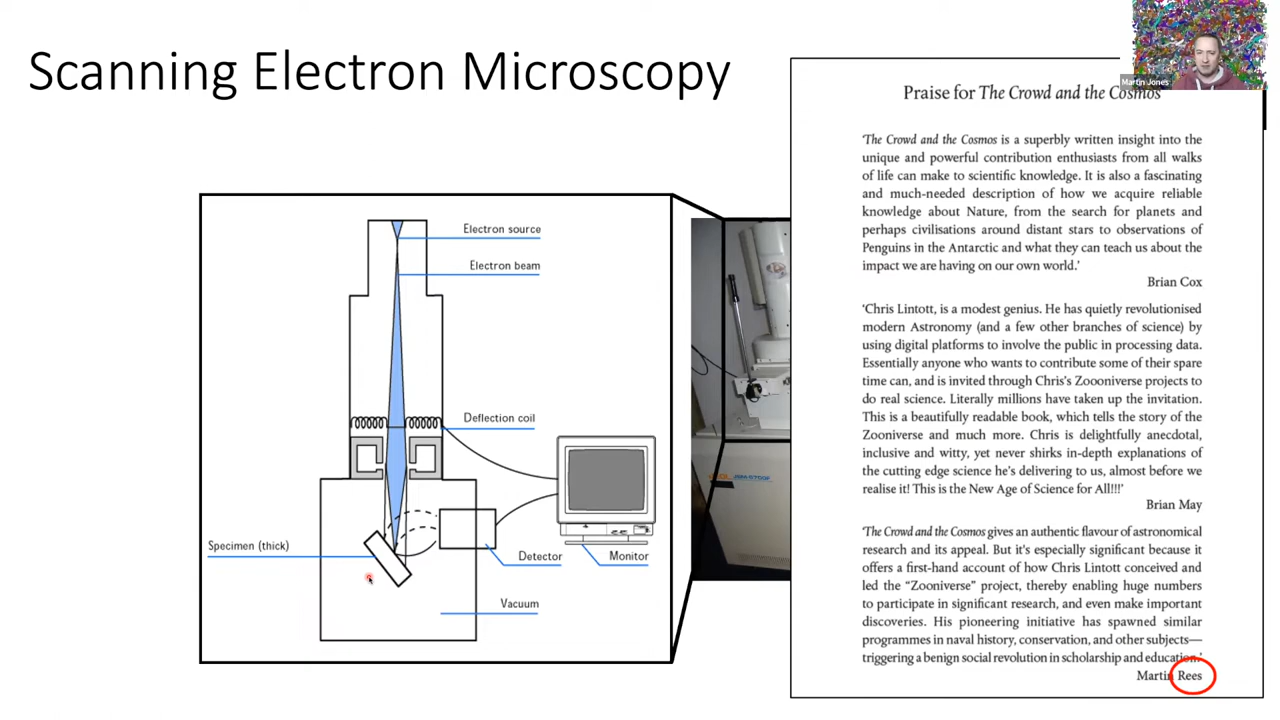 Scanning Electron Microscopy
Martin Jones
Electron source
Electron beam
Deflection coil
Specimen (thick)
Detector
Monitor
Vacuum
Praise for The Crowd and the Cosmos
‘The Crowd and the Cosmos is a superbly written insight into the
unique and powerful contribution enthusiasts from all walks
of life can make to scientific knowledge. It is also a fascinating
and much-needed description of how we acquire reliable
knowledge about Nature, from the search for planets and
perhaps civilisations around distant stars to observations of
Penguins in the Antarctic and what they can teach us about the
impact we are having on our own world.’
Brian Cox
‘Chris Lintott, is a modest genius. He has quietly revolutionised
modern Astronomy (and a few other branches of science) by
using digital platforms to involve the public in processing data.
Essentially anyone who wants to contribute some of their spare
time can, and is invited through Chris’s Zoooniverse projects to
do real science. Literally millions have taken up the invitation.
This is a beautifully readable book, which tells the story of the
Zooniverse and much more. Chris is delightfully anecdotal,
inclusive and witty, yet never shirks in-depth explanations of
the cutting edge science he’s delivering to us, almost before we
realise it! This is the New Age of Science for All!!!’
Brian May
‘The Crowd and the Cosmos gives an authentic flavour of astronomical
research and its appeal. But it’s especially significant because it
offers a first-hand account of how Chris Lintott conceived and
led the “Zooniverse” project, thereby enabling huge numbers
to participate in significant research, and even make important
discoveries. His pioneering initiative has spawned similar
programmes in naval history, conservation, and other subjects—
triggering a benign social revolution in scholarship and education.’
Martin Rees